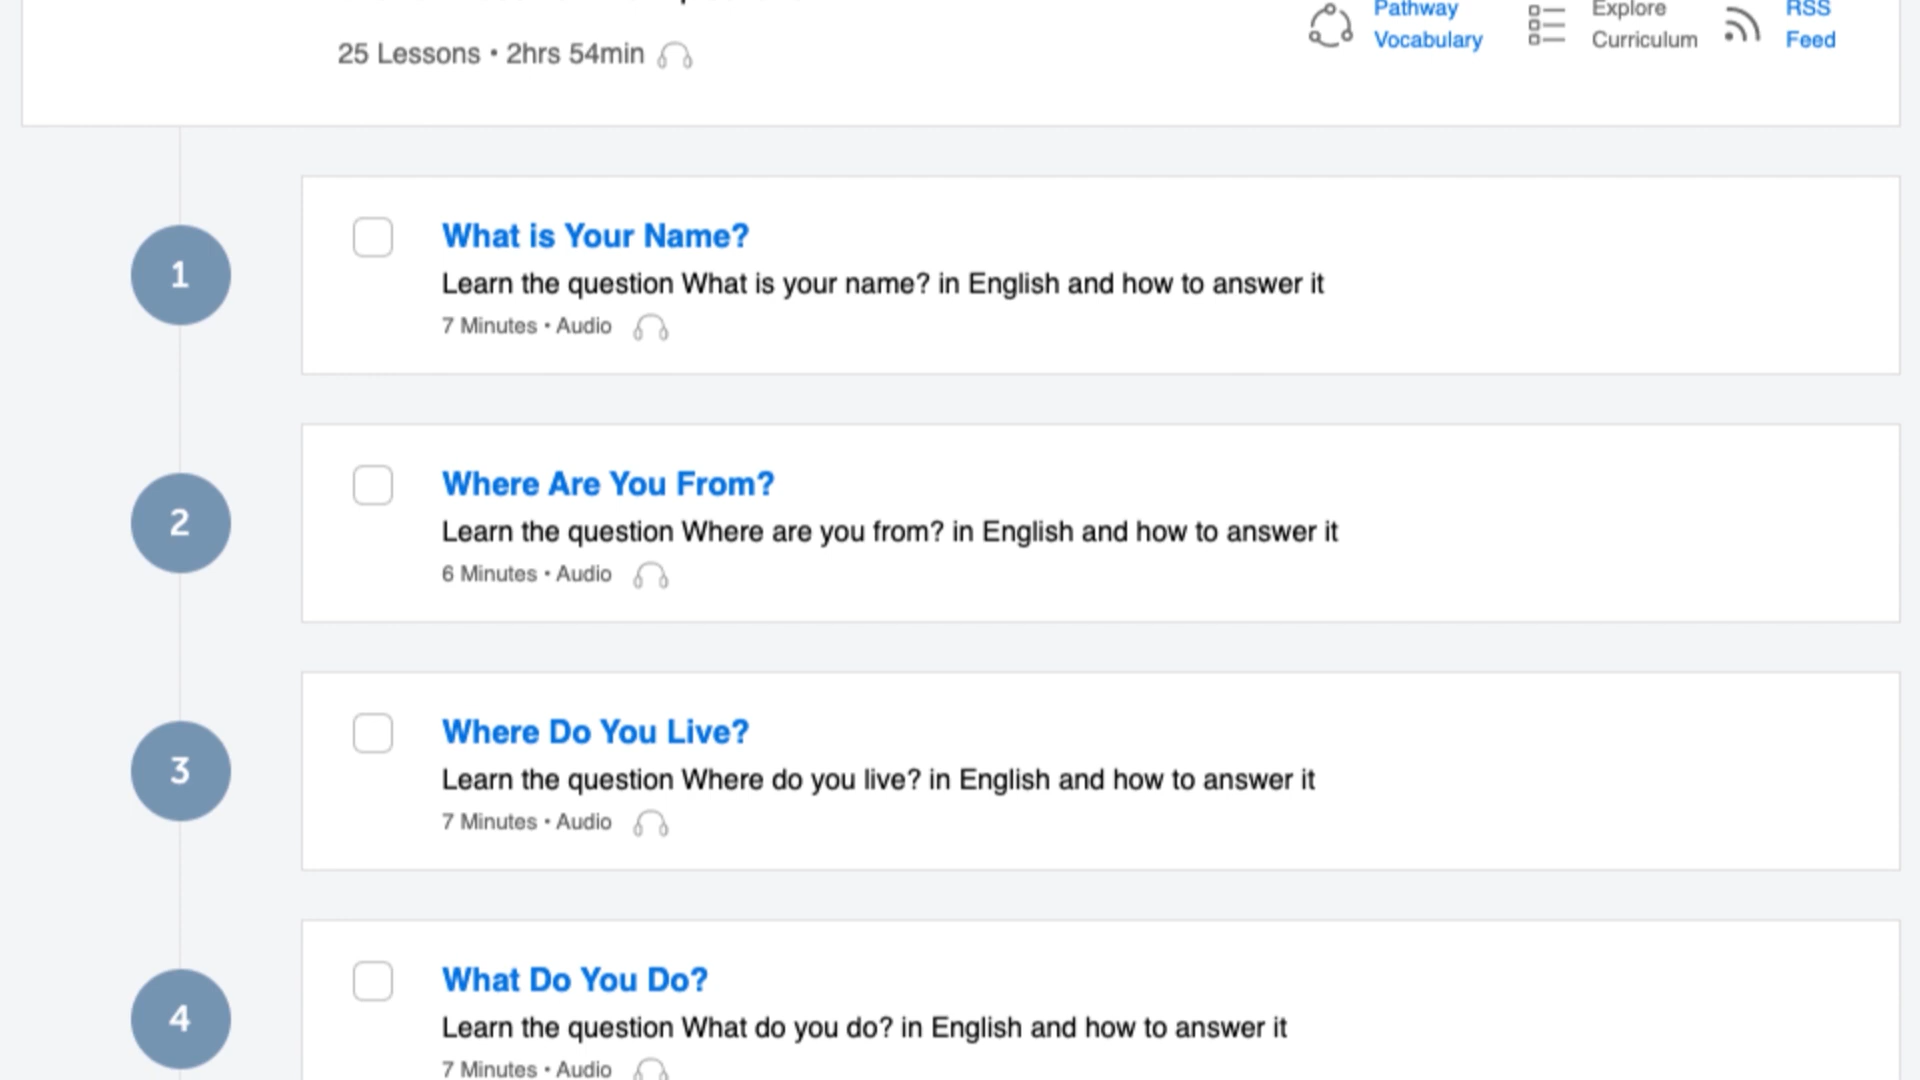 25 Lessons • 2hrs 54min
Pathway
Vocabulary
Explore
Curriculum
RSS
Feed
1
What is Your Name?
Learn the question What is your name? in English and how to answer it
7 Minutes • Audio
2
Where Are You From?
Learn the question Where are you from? in English and how to answer it
6 Minutes • Audio
3
Where Do You Live?
Learn the question Where do you live? in English and how to answer it
7 Minutes • Audio
4
What Do You Do?
Learn the question What do you do? in English and how to answer it
7 Minutes • Audio